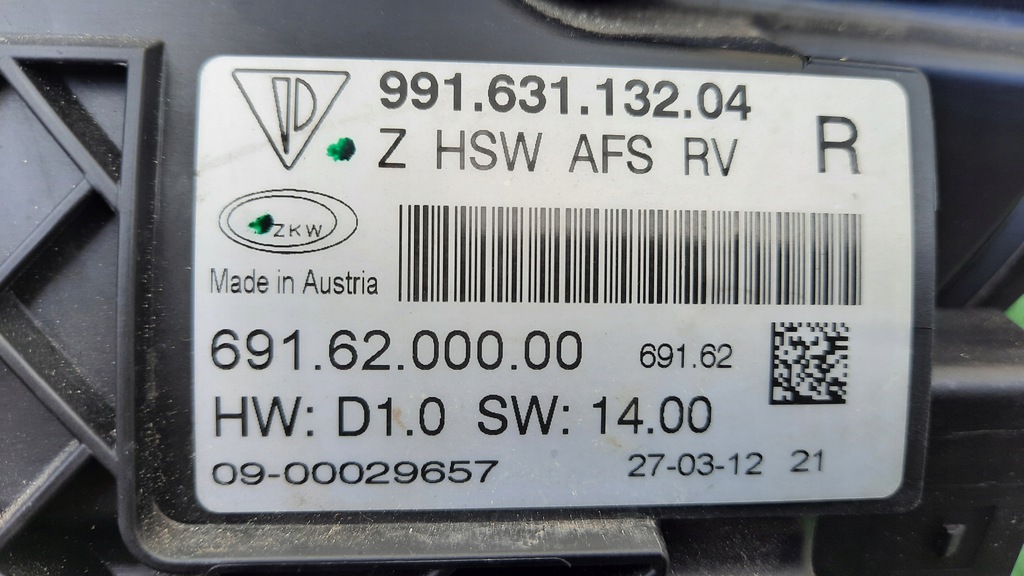 991.631.132.04
Z HSW AFS RV R
ZKW
Made in Austria
691.62.000.00 691.62
HW: D1.0 SW: 14.00
09-00029657 27-03-12 21